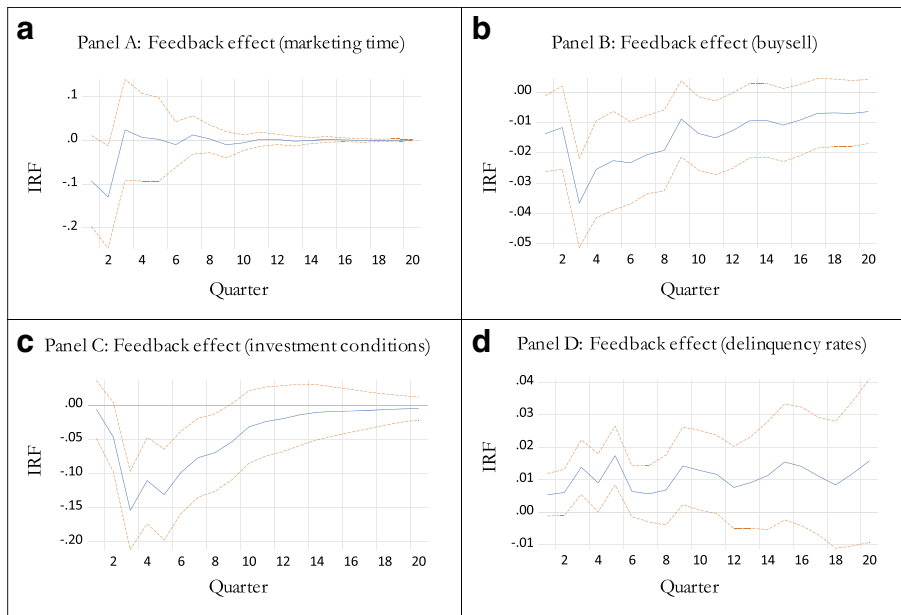 a
Panel A: Feedback effect (marketing time)
IRF
.1
.0
-.1
-.2
2 4 6 8 10 12 14 16 18 20
Quarter
b
Panel B: Feedback effect (buysell)
IRF
.00
-.01
-.02
-.03
-.04
-.05
2 4 6 8 10 12 14 16 18 20
Quarter
c
Panel C: Feedback effect (investment conditions)
IRF
.00
-.05
-.10
-.15
-.20
2 4 6 8 10 12 14 16 18 20
Quarter
d
Panel D: Feedback effect (delinquency rates)
IRF
.04
.03
.02
.01
.00
-.01
2 4 6 8 10 12 14 16 18 20
Quarter